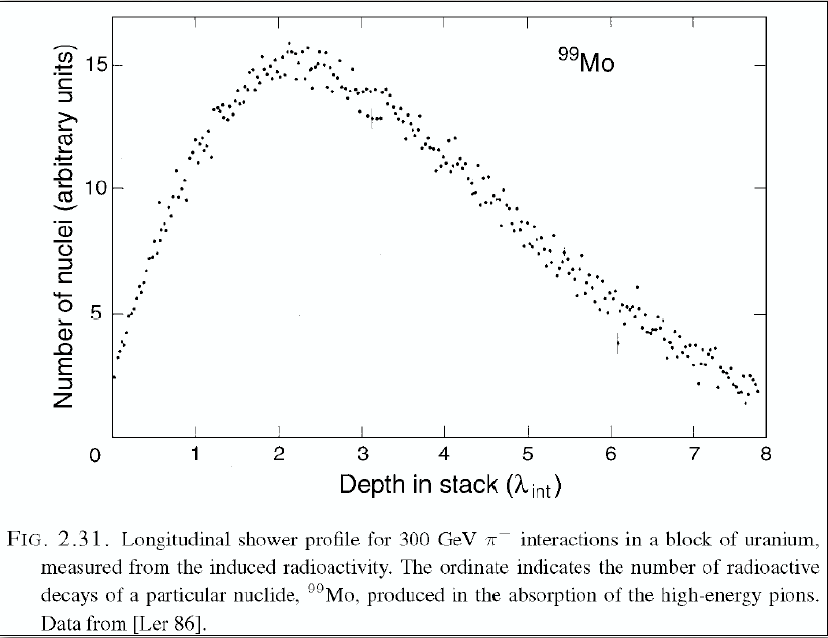 ⁹⁹Mo
Number of nuclei (arbitrary units)
15
10
5
0 1 2 3 4 5 6 7 8
Depth in stack (λint)
FIG. 2.31. Longitudinal shower profile for 300 GeV π⁻ interactions in a block of uranium,
measured from the induced radioactivity. The ordinate indicates the number of radioactive
decays of a particular nuclide, ⁹⁹Mo, produced in the absorption of the high-energy pions.
Data from [Ler 86].